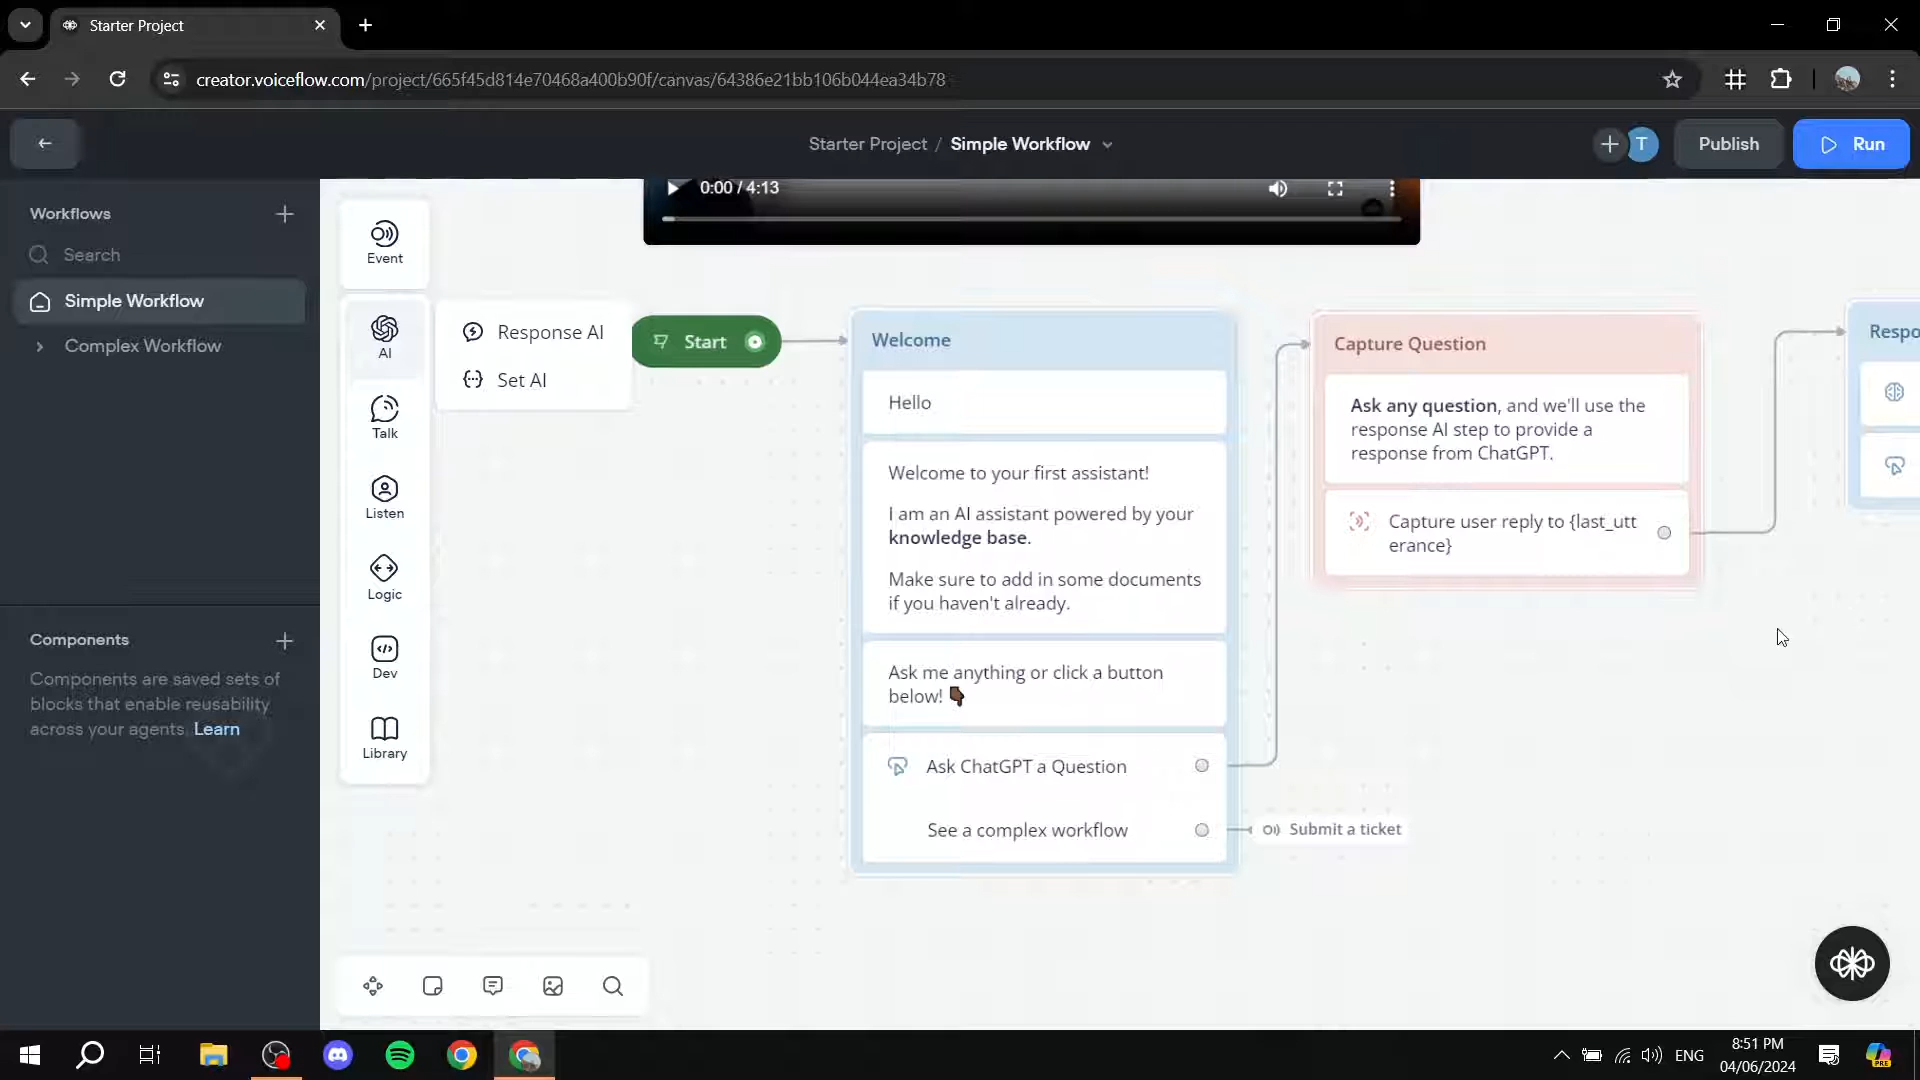 Starter Project
creator.voiceflow.com/project/665f45d814e70468a400b90f/canvas/64386e21bb106b044ea34b78
Starter Project / Simple Workflow
T
Publish
Run
Workflows
Search
Simple Workflow
Complex Workflow
Components
Components are saved sets of
blocks that enable reusability
across your agents. Learn
Event
AI
Talk
Listen
Logic
Dev
Library
Response AI
Set AI
0:00 / 4:13
Start
Welcome
Hello
Welcome to your first assistant!
I am an AI assistant powered by your
knowledge base.
Make sure to add in some documents
if you haven't already.
Ask me anything or click a button
below!
Ask ChatGPT a Question
See a complex workflow
Submit a ticket
Capture Question
Ask any question, and we'll use the
response AI step to provide a
response from ChatGPT.
Capture user reply to {last_utt
erance}
Respo
ENG
8:51 PM
04/06/2024
PRE